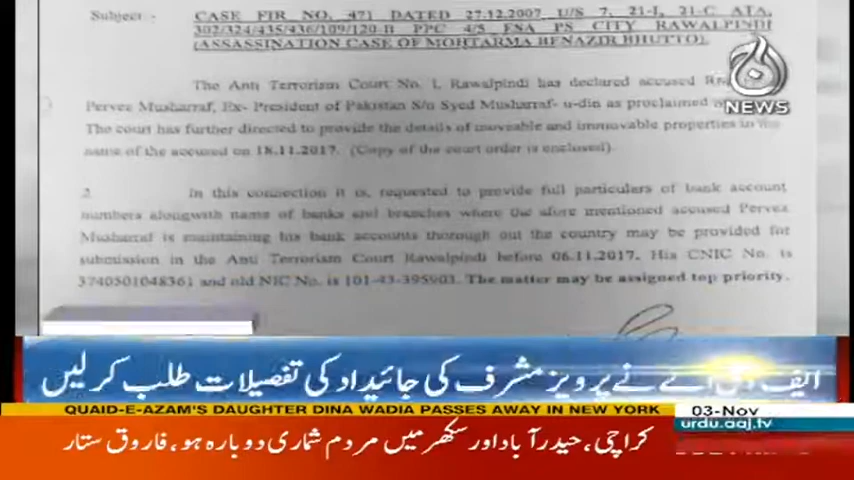 Subject:- CASE FIR NO. 471 DATED 27.12.2007 U/S 7, 21-I, 21-C ATA,
302/324/435/436/109/120-B PPC 4/5 ESA PS CITY RAWALPINDI
(ASSASSINATION CASE OF MOHTARMA BENAZIR BHUTTO).
The Anti Terrorism Court No. 1, Rawalpindi has declared accused
Pervez Musharraf, Ex- President of Pakistan S/o Syed Musharraf- u-din as proclaimed
The court has further directed to provide the details of moveable and immovable properties in the
name of the accused on 18.11.2017. (Copy of the court order is enclosed).
2. In this connection it is, requested to provide full particulars of bank account
numbers alongwith name of banks and branches where the afore mentioned accused Pervez
Musharraf is maintaining his bank accounts thorough out the country may be provided for
submission in the Anti Terrorism Court Rawalpindi before 06.11.2017. His CNIC No. is
3740501048361 and old NIC No. is 101-43-395903. The matter may be assigned top priority.
NEWS
ایف آئی اے نے پرویز مشرف کی جائیداد کی تفصیلات طلب کر لیں
QUAID-E-AZAM'S DAUGHTER DINA WADIA PASSES AWAY IN NEW YORK
03-Nov
urdu.aaj.tv
کراچی، حیدرآباد اور سکھر میں مردم شماری دوبارہ ہو، فاروق ستار